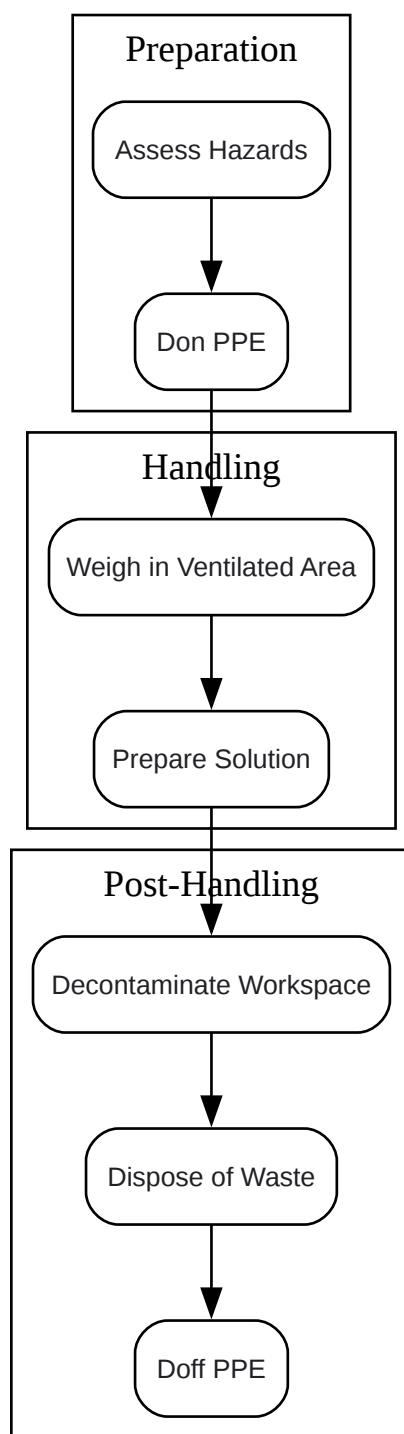 Preparation
Assess Hazards
Don PPE
Handling
Weigh in Ventilated Area
Prepare Solution
Post-Handling
Decontaminate Workspace
Dispose of Waste
Doff PPE